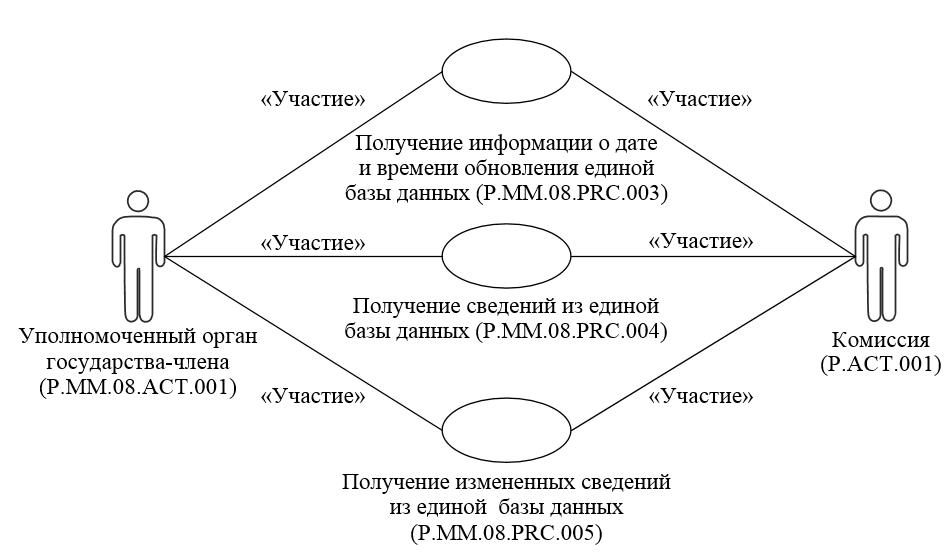 «Участие»
«Участие»
Получение информации о дате
и времени обновления единой
базы данных (P.MM.08.PRC.003)
«Участие»
«Участие»
Получение сведений из единой
базы данных (P.MM.08.PRC.004)
Уполномоченный орган
государства-члена
(P.MM.08.ACT.001)
Комиссия
(P.ACT.001)
«Участие»
«Участие»
Получение измененных сведений
из единой базы данных
(P.MM.08.PRC.005)